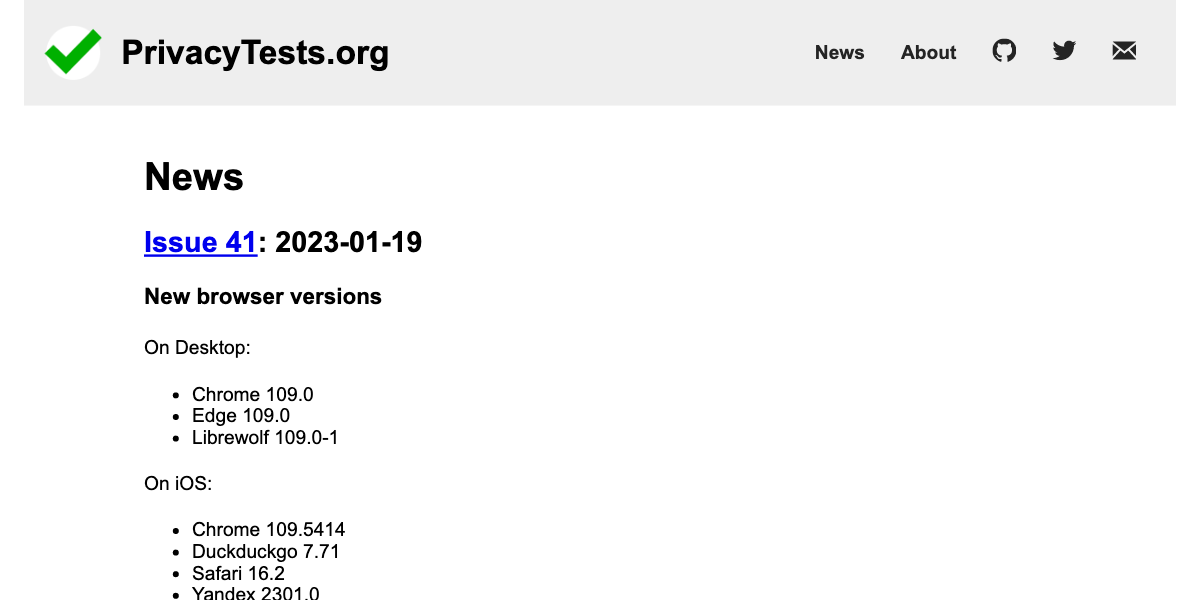 PrivacyTests.org
News
About
News
Issue 41: 2023-01-19
New browser versions
On Desktop:
Chrome 109.0
Edge 109.0
Librewolf 109.0-1
On iOS:
Chrome 109.5414
Duckduckgo 7.71
Safari 16.2
Yandex 2301.0